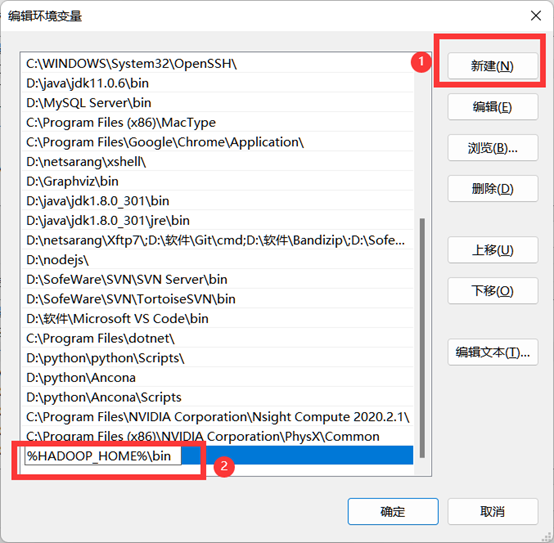 编辑环境变量
C:\WINDOWS\System32\OpenSSH\
D:\java\jdk11.0.6\bin
D:\MySQL Server\bin
C:\Program Files (x86)\MacType
C:\Program Files\Google\Chrome\Application\
D:\netsarang\xshell\
D:\Graphviz\bin
D:\java\jdk1.8.0_301\bin
D:\java\jdk1.8.0_301\jre\bin
D:\netsarang\Xftp7\;D:\软件\Git\cmd;D:\软件\Bandizip\;D:\Sofe...
D:\nodejs\
D:\SofeWare\SVN\SVN Server\bin
D:\SofeWare\SVN\TortoiseSVN\bin
D:\软件\Microsoft VS Code\bin
C:\Program Files\dotnet\
D:\python\python\Scripts\
D:\python\Ancona
D:\python\Ancona\Scripts
C:\Program Files\NVIDIA Corporation\Nsight Compute 2020.2.1\
C:\Program Files (x86)\NVIDIA Corporation\PhysX\Common
%HADOOP_HOME%\bin
2
1
新建(N)
编辑(E)
浏览(B)...
删除(D)
上移(U)
下移(O)
编辑文本(T)...
确定
取消